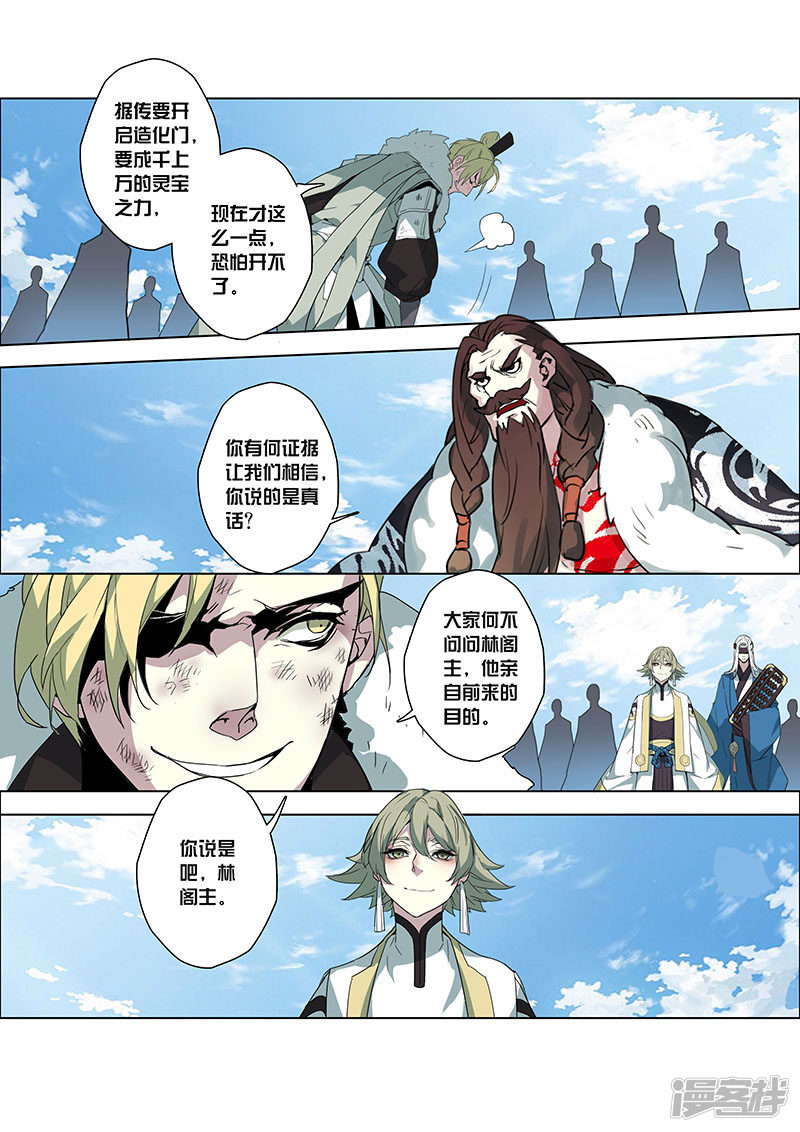 据传要开
启造化门，
要成千上
万的灵宝
之力，
现在才这
么一点，
恐怕开不
了。
你有何证据
让我们相信，
你说的是真
话？
大家何不
问问林阁
主，他亲
自前来的
目的。
你说是
吧，林
阁主。
漫客栈